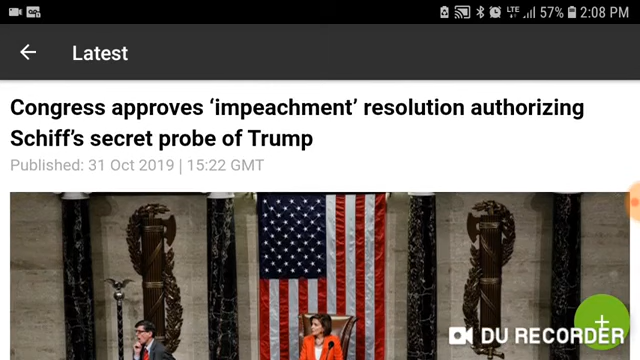 LTE 57% 2:08 PM
Latest
Congress approves ‘impeachment’ resolution authorizing
Schiff’s secret probe of Trump
Published: 31 Oct 2019 | 15:22 GMT
DU RECORDER